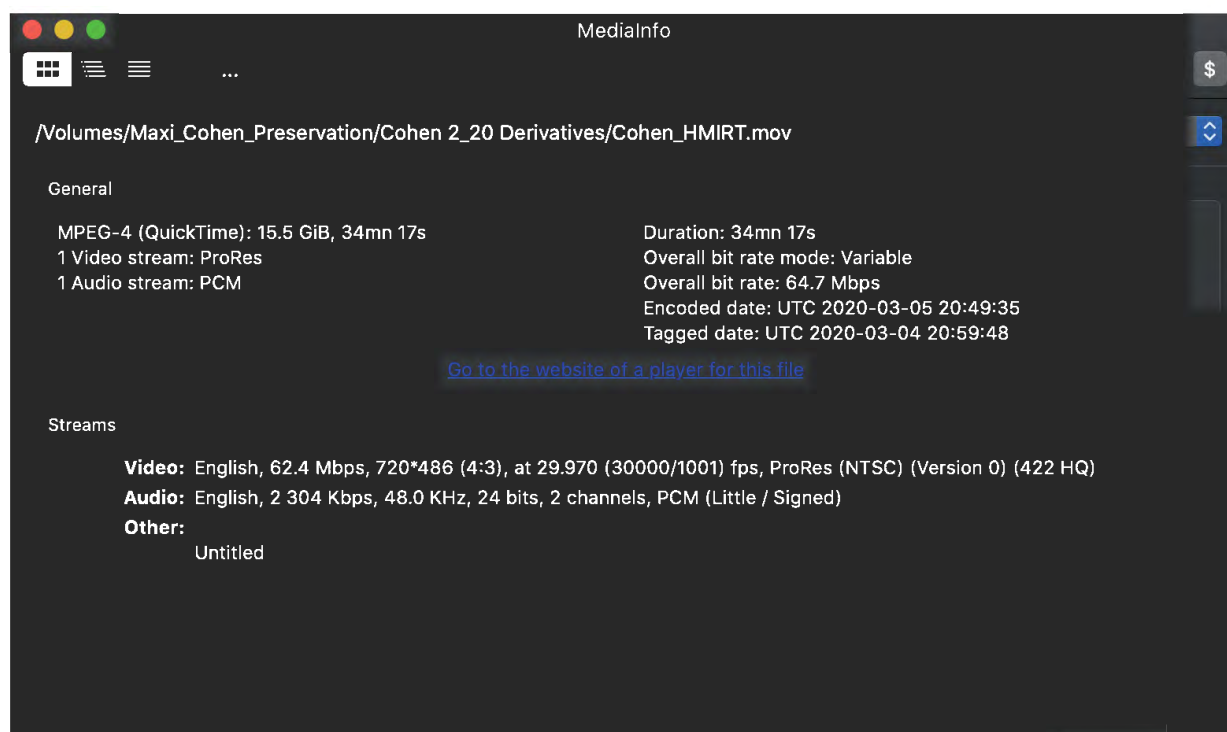 MediaInfo
...
$
/Volumes/Maxi_Cohen_Preservation/Cohen 2_20 Derivatives/Cohen_HMIRT.mov
General
MPEG-4 (QuickTime): 15.5 GiB, 34mn 17s
1 Video stream: ProRes
1 Audio stream: PCM
Duration: 34mn 17s
Overall bit rate mode: Variable
Overall bit rate: 64.7 Mbps
Encoded date: UTC 2020-03-05 20:49:35
Tagged date: UTC 2020-03-04 20:59:48
Go to the website of a player for this file
Streams
Video: English, 62.4 Mbps, 720*486 (4:3), at 29.970 (30000/1001) fps, ProRes (NTSC) (Version 0) (422 HQ)
Audio: English, 2 304 Kbps, 48.0 KHz, 24 bits, 2 channels, PCM (Little / Signed)
Other:
Untitled